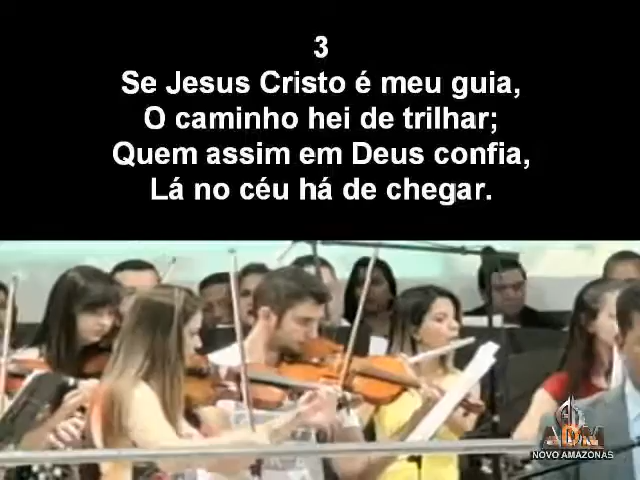 3
Se Jesus Cristo é meu guia,
O caminho hei de trilhar;
Quem assim em Deus confia,
Lá no céu há de chegar.
ADM
NOVO AMAZONAS